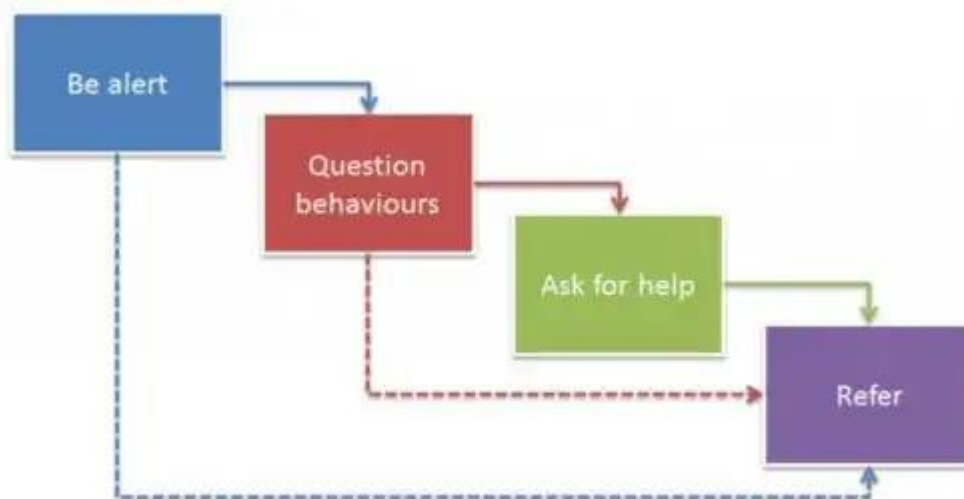 Be alert
Question
behaviours
Ask for help
Refer